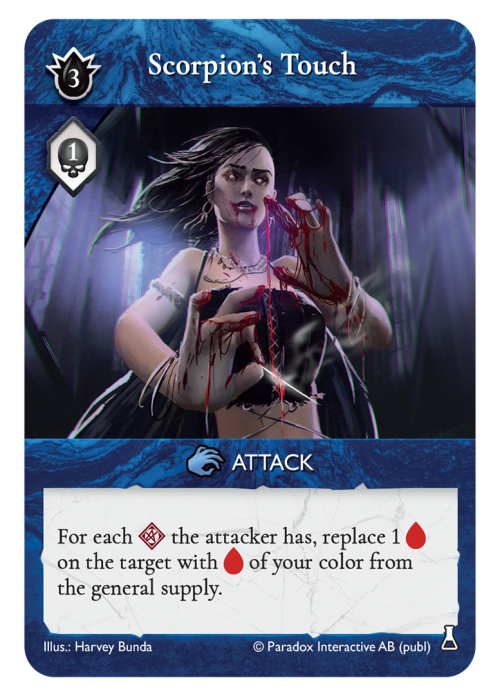 3
Scorpion's Touch
1
ATTACK
For each the attacker has, replace 1
on the target with of your color from
the general supply.
Illus.: Harvey Bunda © Paradox Interactive AB (publ)